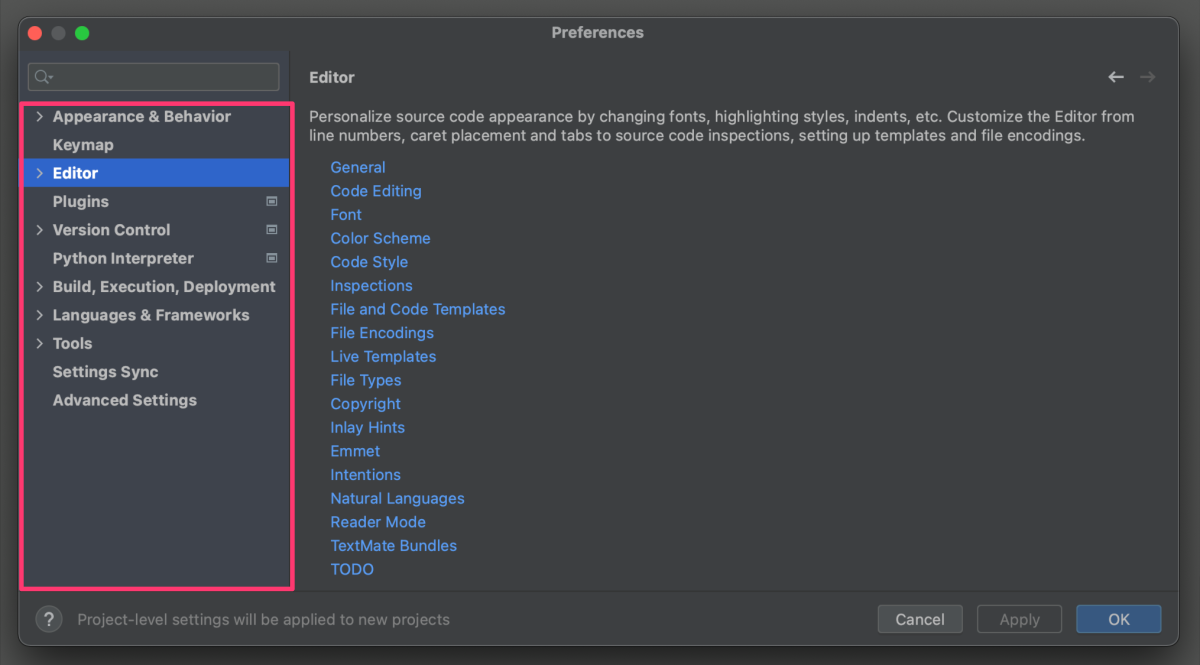 Preferences
Appearance & Behavior
Keymap
Editor
Plugins
Version Control
Python Interpreter
Build, Execution, Deployment
Languages & Frameworks
Tools
Settings Sync
Advanced Settings
Editor
Personalize source code appearance by changing fonts, highlighting styles, indents, etc. Customize the Editor from
line numbers, caret placement and tabs to source code inspections, setting up templates and file encodings.
General
Code Editing
Font
Color Scheme
Code Style
Inspections
File and Code Templates
File Encodings
Live Templates
File Types
Copyright
Inlay Hints
Emmet
Intentions
Natural Languages
Reader Mode
TextMate Bundles
TODO
? Project-level settings will be applied to new projects
Cancel Apply OK